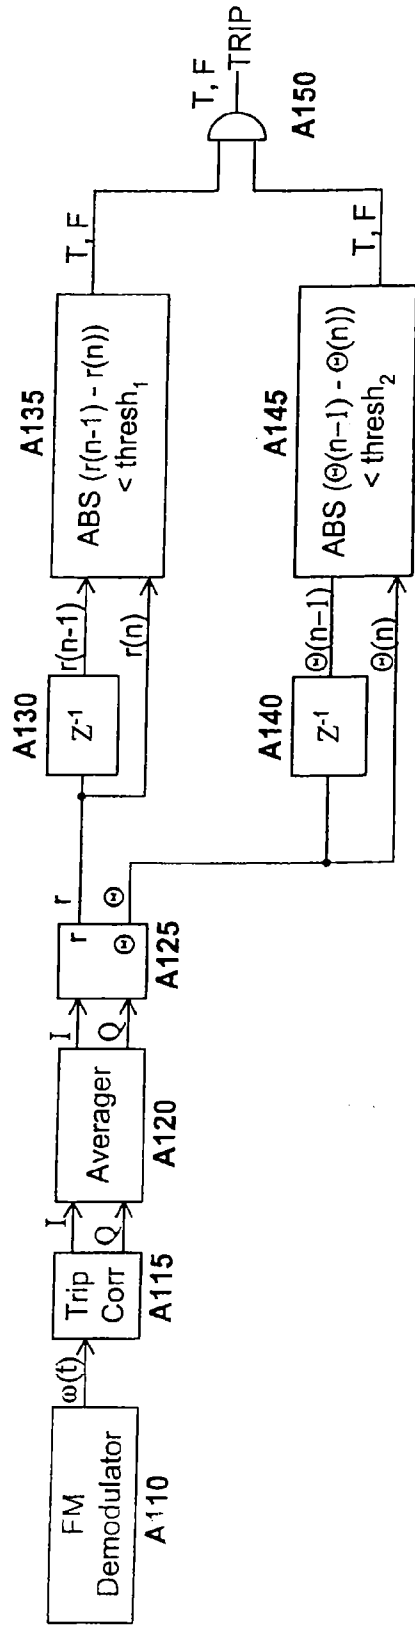 FM
Demodulator
A110
ω(t)
Trip
Corr
A115
I
Q
Averager
A120
I
Q
r
Θ
A125
r
Θ
A130
Z-1
r(n-1)
r(n)
A135
ABS (r(n-1) - r(n))
< thresh1
T, F
A140
Z-1
Θ(n-1)
Θ(n)
A145
ABS (Θ(n-1) - Θ(n))
< thresh2
T, F
T, F
TRIP
A150